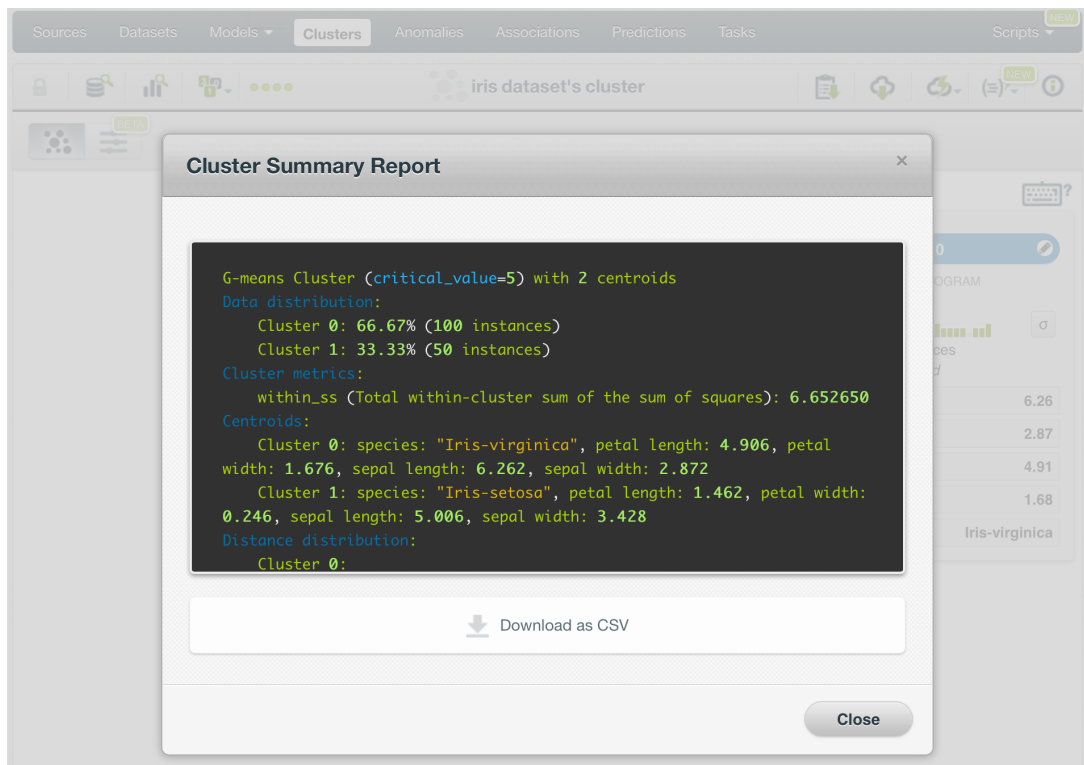 Sources Datasets Models Clusters Anomalies Associations Predictions Tasks Scripts NEW
iris dataset's cluster NEW
BETA
Cluster Summary Report ×
?
0
OGRAM
G-means Cluster (critical_value=5) with 2 centroids
Data distribution:
Cluster 0: 66.67% (100 instances)
σ
Cluster 1: 33.33% (50 instances)
ces
Cluster metrics:
d
within_ss (Total within-cluster sum of the sum of squares): 6.652650
6.26
Centroids:
2.87
Cluster 0: species: "Iris-virginica", petal length: 4.906, petal
width: 1.676, sepal length: 6.262, sepal width: 2.872
4.91
Cluster 1: species: "Iris-setosa", petal length: 1.462, petal width:
1.68
0.246, sepal length: 5.006, sepal width: 3.428
Iris-virginica
Distance distribution:
Cluster 0:
Download as CSV
Close